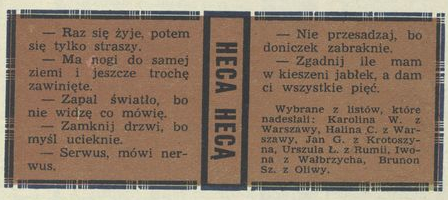 — Raz się żyje, potem
się tylko straszy.
— Ma nogi do samej
ziemi i jeszcze trochę
zawinięte.
— Zapal światło, bo
nie widzę co mówię.
— Zamknij drzwi, bo
myśl ucieknie.
— Serwus, mówi ner-
wus.
HECA HECĄ
— Nie przesadzaj, bo
doniczek zabraknie.
— Zgadnij ile mam
w kieszeni jabłek, a dam
ci wszystkie pięć.
Wybrane z listów, które
nadesłali: Karolina W. z
Warszawy, Halina C. z War-
szawy, Jan G. z Krotoszy-
na, Urszula Ł. z Rumii, Iwo-
na z Wałbrzycha, Brunon
Sz. z Oliwy.